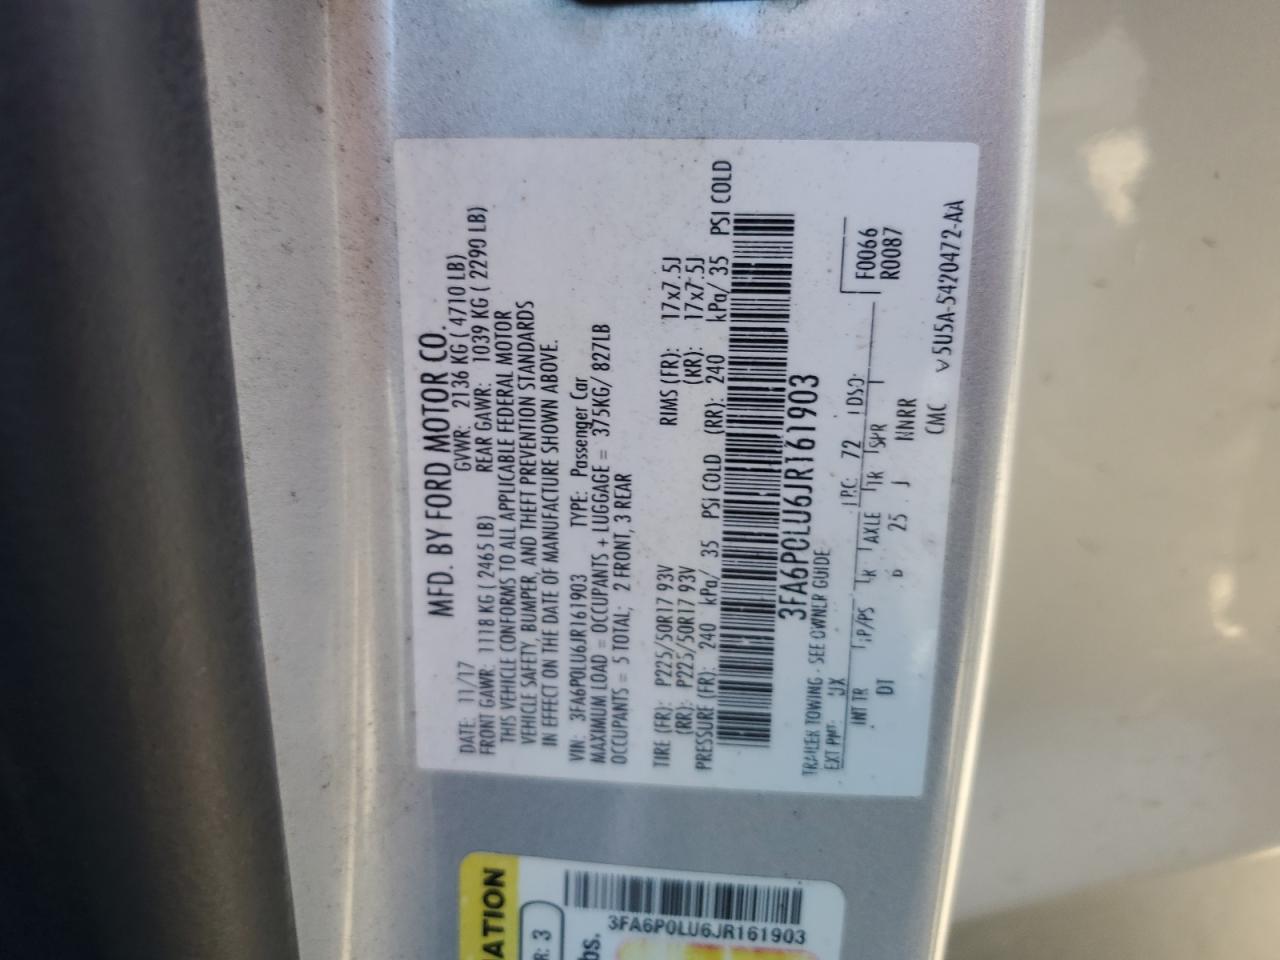 MFD. BY FORD MOTOR CO.
DATE: 11/17 GVWR: 2136 KG ( 4710 LB)
FRONT GAWR: 1118 KG ( 2465 LB) REAR GAWR: 1039 KG ( 2290 LB)
THIS VEHICLE CONFORMS TO ALL APPLICABLE FEDERAL MOTOR
VEHICLE SAFETY, BUMPER, AND THEFT PREVENTION STANDARDS
IN EFFECT ON THE DATE OF MANUFACTURE SHOWN ABOVE.
VIN: 3FA6P0LU6JR161903 TYPE: Passenger Car
MAXIMUM LOAD = OCCUPANTS + LUGGAGE = 375KG/ 827LB
OCCUPANTS = 5 TOTAL; 2 FRONT, 3 REAR
TIRE (FR): P225/50R17 93V RIMS (FR): 17x7.5J
(RR): P225/50R17 93V (RR): 17x7.5J
PRESSURE (FR): 240 kPa/ 35 PSI COLD (RR): 240 kPa/ 35 PSI COLD
3FA6P0LU6JR161903
TRAILER TOWING - SEE OWNER GUIDE
EXT PNT: UX RC: 72 DSO: F0066
INT TR TP/PS R AXLE TR SPR R0087
DT 25 J NNRR
CMC
5U5A-5420472-AA
ATION
R: 3
bs.
3FA6P0LU6JR161903